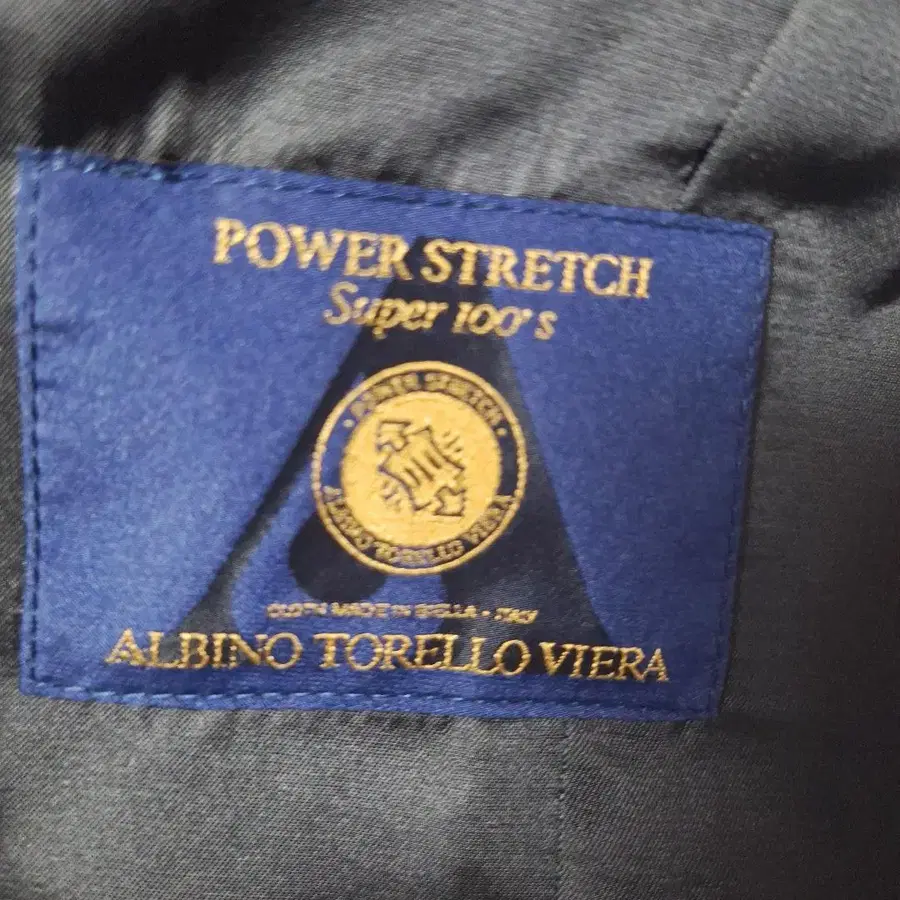 POWER STRETCH
Super 100's
· POWER STRETCH ·
ALBINO TORELLO VIERA
CLOTH MADE IN BIELLA - ITALY
ALBINO TORELLO VIERA